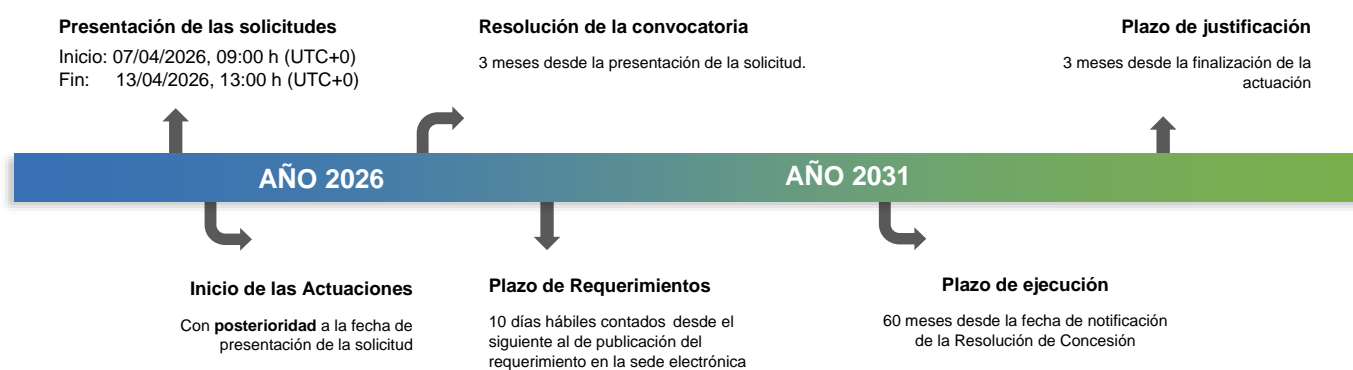 Presentación de las solicitudes
Inicio: 07/04/2026, 09:00 h (UTC+0)
Fin: 13/04/2026, 13:00 h (UTC+0)
Resolución de la convocatoria
3 meses desde la presentación de la solicitud.
Plazo de justificación
3 meses desde la finalización de la
actuación
AÑO 2026
AÑO 2031
Inicio de las Actuaciones
Con posterioridad a la fecha de
presentación de la solicitud
Plazo de Requerimientos
10 días hábiles contados desde el
siguiente al de publicación del
requerimiento en la sede electrónica
Plazo de ejecución
60 meses desde la fecha de notificación
de la Resolución de Concesión